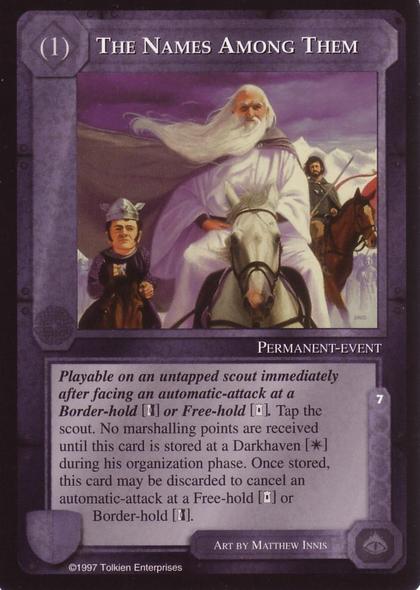 (1)
THE NAMES AMONG THEM
PERMANENT-EVENT
Playable on an untapped scout immediately
after facing an automatic-attack at a
Border-hold [] or Free-hold []. Tap the
scout. No marshalling points are received
until this card is stored at a Darkhaven [✶]
during his organization phase. Once stored,
this card may be discarded to cancel an
automatic-attack at a Free-hold [] or
Border-hold [].
7
ART BY MATTHEW INNIS
©1997 Tolkien Enterprises